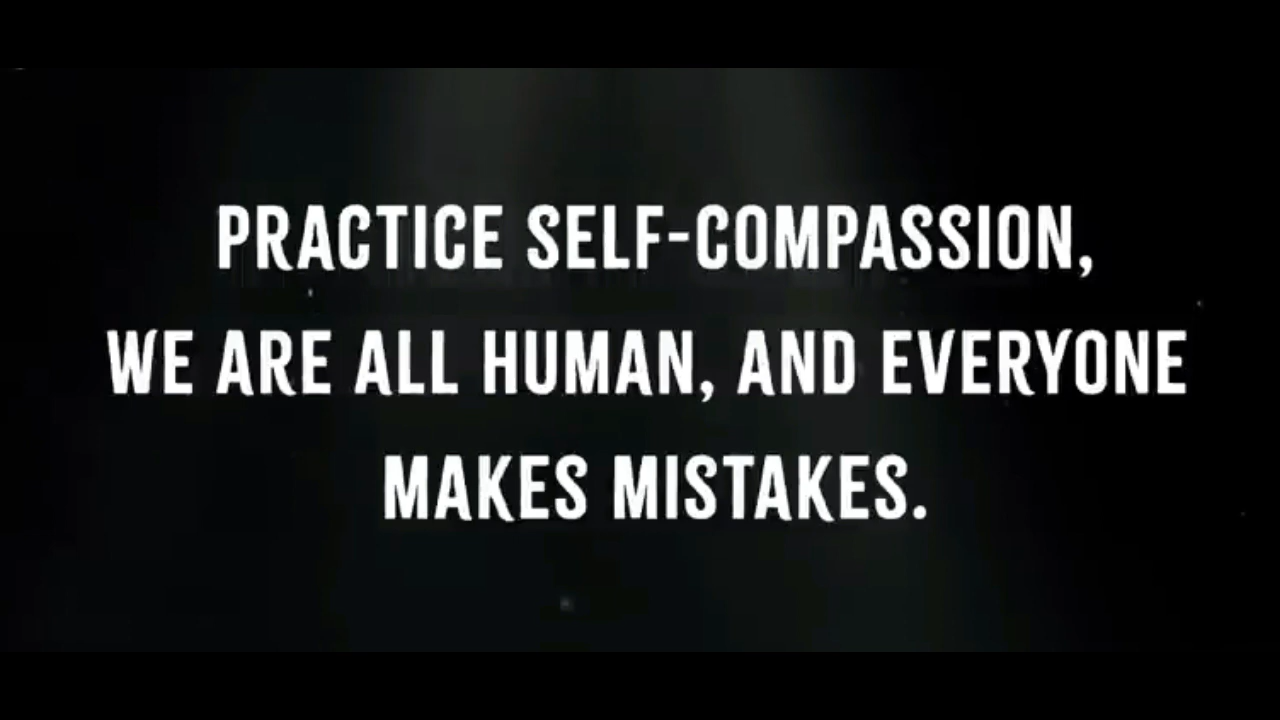 PRACTICE SELF-COMPASSION,
WE ARE ALL HUMAN, AND EVERYONE
MAKES MISTAKES.